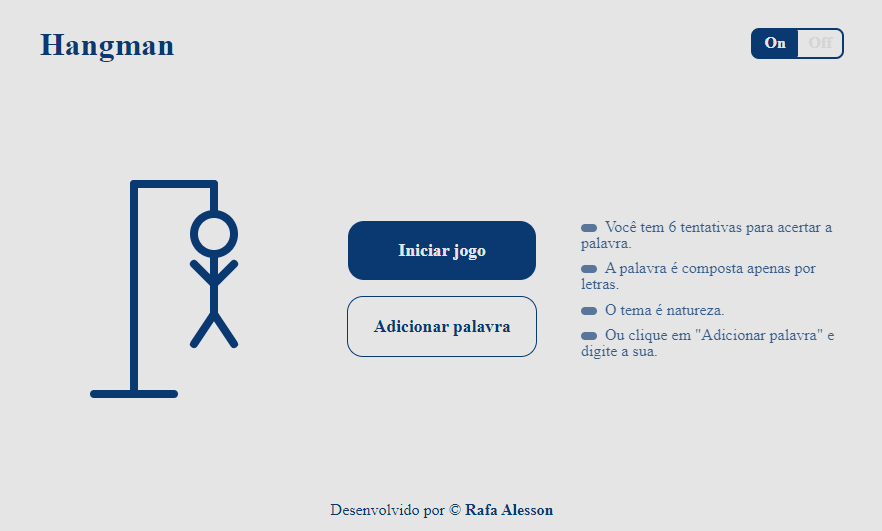 Hangman
On Off
Iniciar jogo
Adicionar palavra
Você tem 6 tentativas para acertar a
palavra.
A palavra é composta apenas por
letras.
O tema é natureza.
Ou clique em "Adicionar palavra" e
digite a sua.
Desenvolvido por © Rafa Alesson